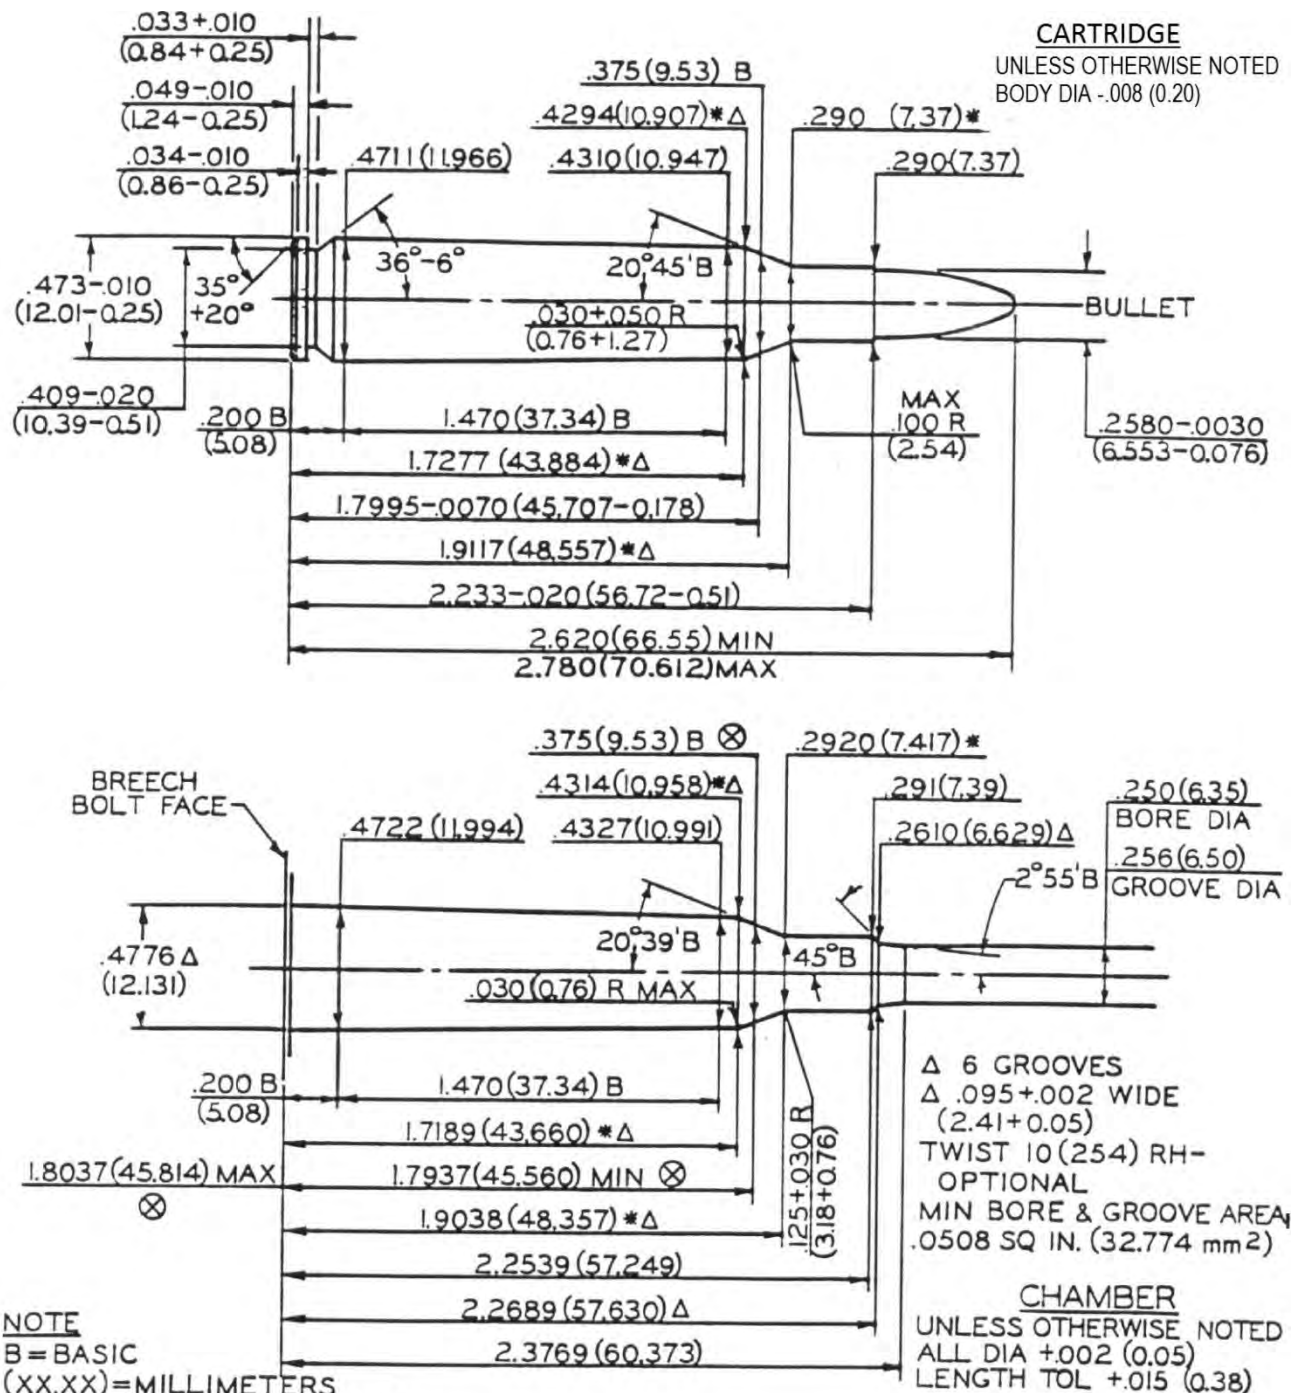 .033+.010
(0.84+0.25)
.049-.010
(1.24-0.25)
.034-.010
(0.86-0.25)
.4711(11.966)
.375(9.53) B
.4294(10.907)*Δ
.4310(10.947)
.290 (7.37)*
.290(7.37)
CARTRIDGE
UNLESS OTHERWISE NOTED
BODY DIA -.008 (0.20)
.473-.010
(12.01-0.25)
35°
+20°
36°-6°
20°45'B
.030+.050 R
(0.76+1.27)
BULLET
.409-.020
(10.39-0.51)
.200 B
(5.08)
1.470(37.34) B
MAX
.100 R
(2.54)
.2580-.0030
(6.553-0.076)
1.7277 (43.884)*Δ
1.7995-.0070 (45.707-0.178)
1.9117(48.557)*Δ
2.233-.020(56.72-0.51)
2.620(66.55) MIN
2.780(70.612)MAX
BREECH
BOLT FACE
.375(9.53) B ⊗
.4314(10.958)*Δ
.4722(11.994)
.4327(10.991)
.2920(7.417)*
.291(7.39)
.2610(6.629)Δ
.250(6.35)
BORE DIA
.256(6.50)
GROOVE DIA
2°55'B
.4776 Δ
(12.131)
20°39'B
45°B
.030(0.76) R MAX
.200 B
(5.08)
1.470(37.34) B
1.7189(43.660)*Δ
1.8037(45.814) MAX
⊗
1.7937(45.560) MIN ⊗
1.9038(48.357)*Δ
.125+.030 R
(3.18+0.76)
2.2539(57.249)
2.2689(57.630)Δ
2.3769(60.373)
Δ 6 GROOVES
Δ .095+.002 WIDE
(2.41+0.05)
TWIST 10(254) RH-
OPTIONAL
MIN BORE & GROOVE AREA,
.0508 SQ IN. (32.774 mm2)
CHAMBER
UNLESS OTHERWISE NOTED
ALL DIA +.002 (0.05)
LENGTH TOL +.015 (0.38)
NOTE
B=BASIC
(XX.XX)=MILLIMETERS